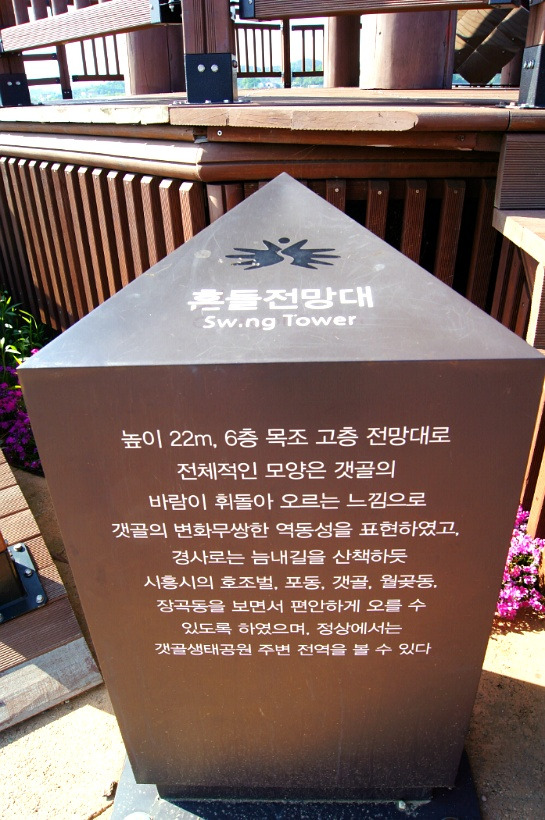 흔들전망대
Sw.ng Tower
높이 22m, 6층 목조 고층 전망대로
전체적인 모양은 갯골의
바람이 휘돌아 오르는 느낌으로
갯골의 변화무쌍한 역동성을 표현하였고,
경사로는 늠내길을 산책하듯
시흥시의 호조벌, 포동, 갯골, 월곶동,
장곡동을 보면서 편안하게 오를 수
있도록 하였으며, 정상에서는
갯골생태공원 주변 전역을 볼 수 있다